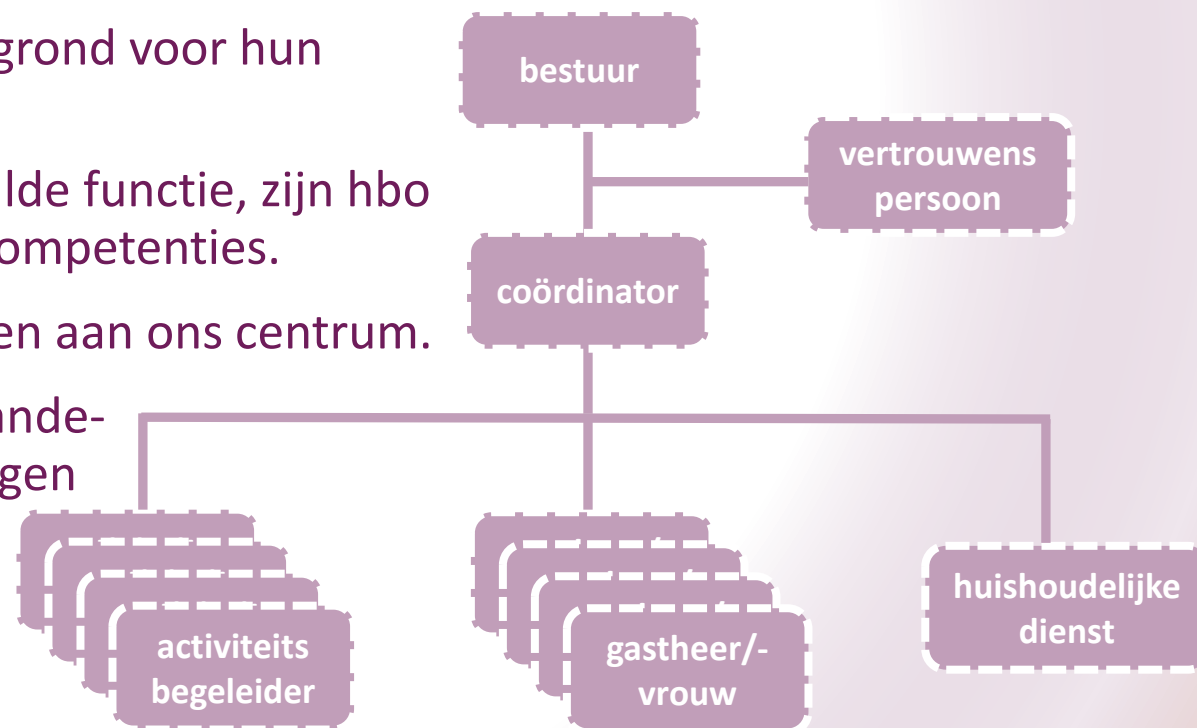 grond voor hun
lde functie, zijn hbo
ompetenties.
en aan ons centrum.
ande-
gen
bestuur
vertrouwens
persoon
coördinator
activiteits
begeleider
gastheer/-
vrouw
huishoudelijke
dienst